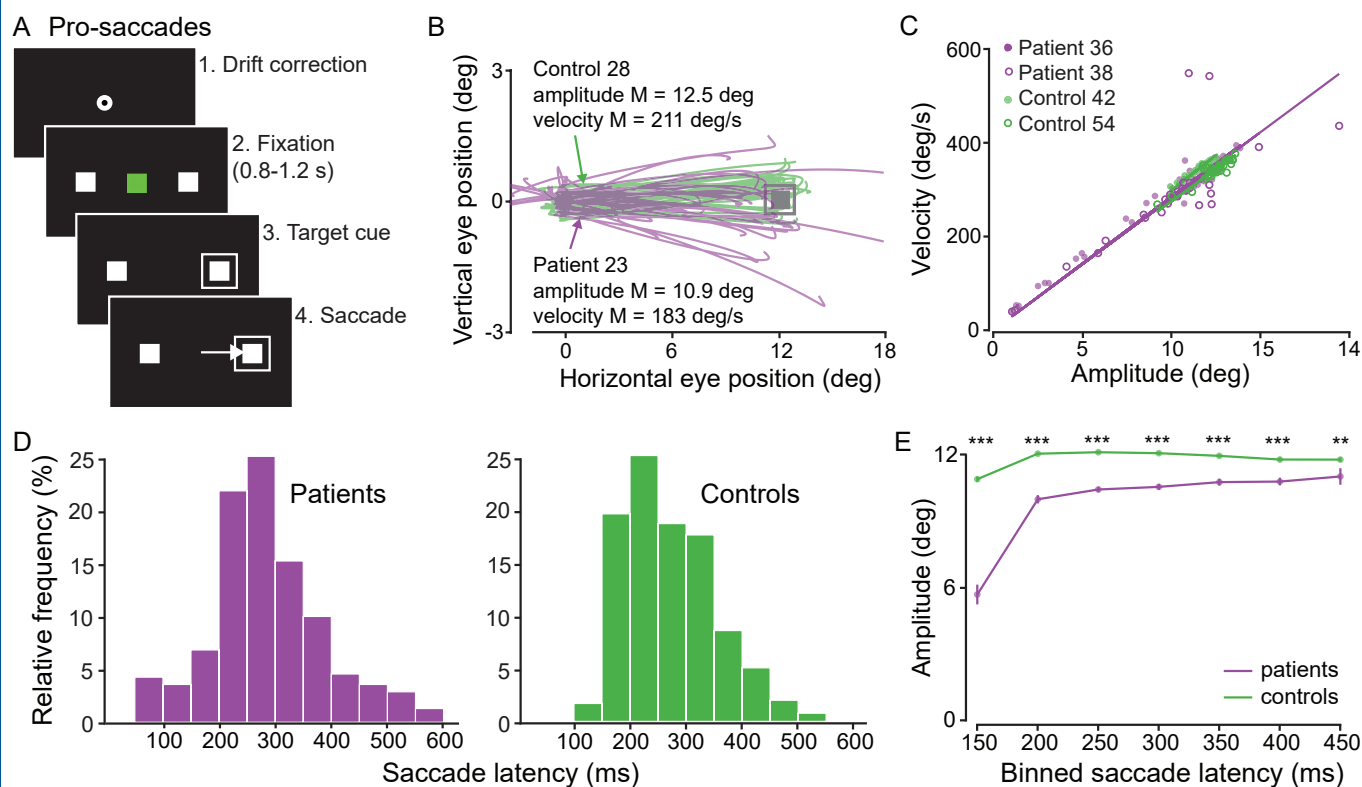 A Pro-saccades
1. Drift correction
2. Fixation
(0.8-1.2 s)
3. Target cue
4. Saccade
B
Vertical eye position (deg)
3
0
-3
Control 28
amplitude M = 12.5 deg
velocity M = 211 deg/s
Patient 23
amplitude M = 10.9 deg
velocity M = 183 deg/s
0 6 12 18
Horizontal eye position (deg)
C
Velocity (deg/s)
600
400
200
0
Patient 36
Patient 38
Control 42
Control 54
0 5 10 15 14
Amplitude (deg)
D
Relative frequency (%)
25
20
15
10
5
0
Patients
100 200 300 400 500 600
25
20
15
10
5
0
Controls
100 200 300 400 500 600
Saccade latency (ms)
E
Amplitude (deg)
*** *** *** *** *** *** **
12
6
0
patients
controls
150 200 250 300 350 400 450
Binned saccade latency (ms)